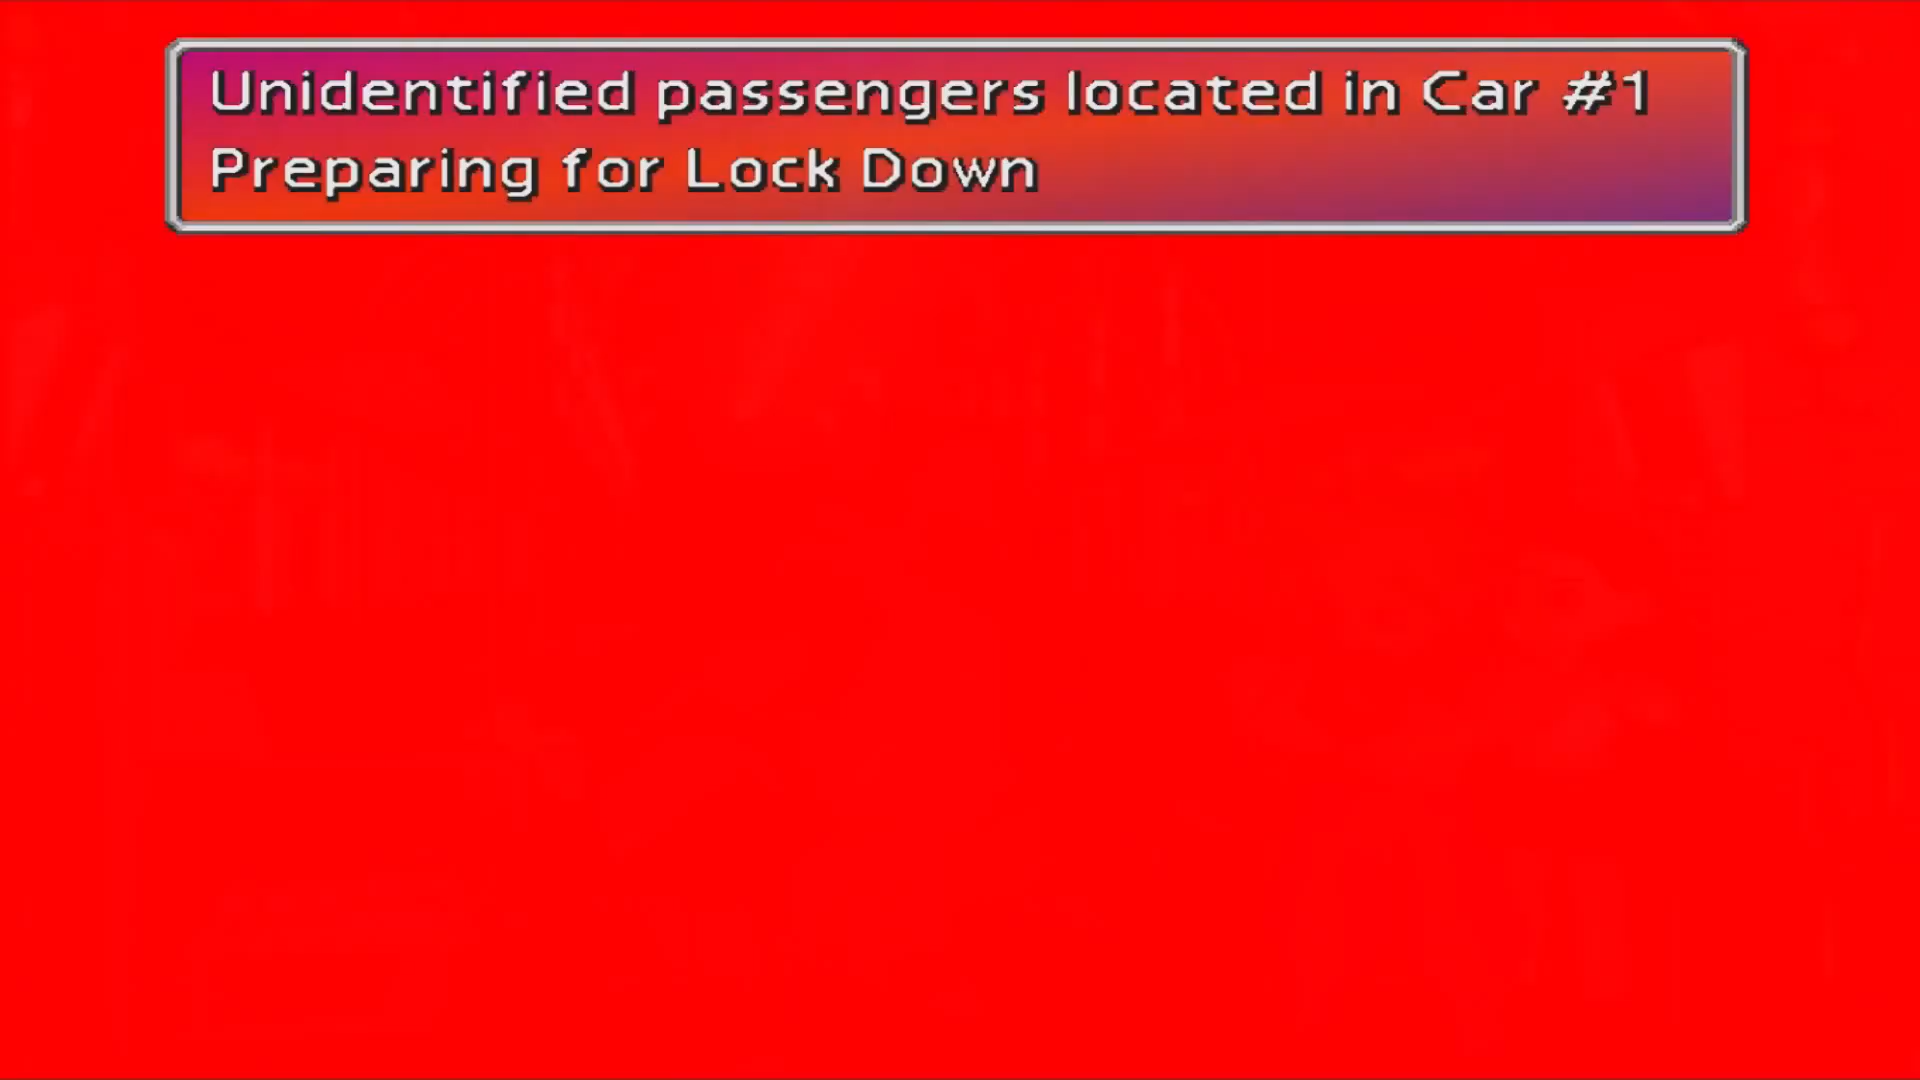 Unidentified passengers located in Car #1
Preparing for Lock Down